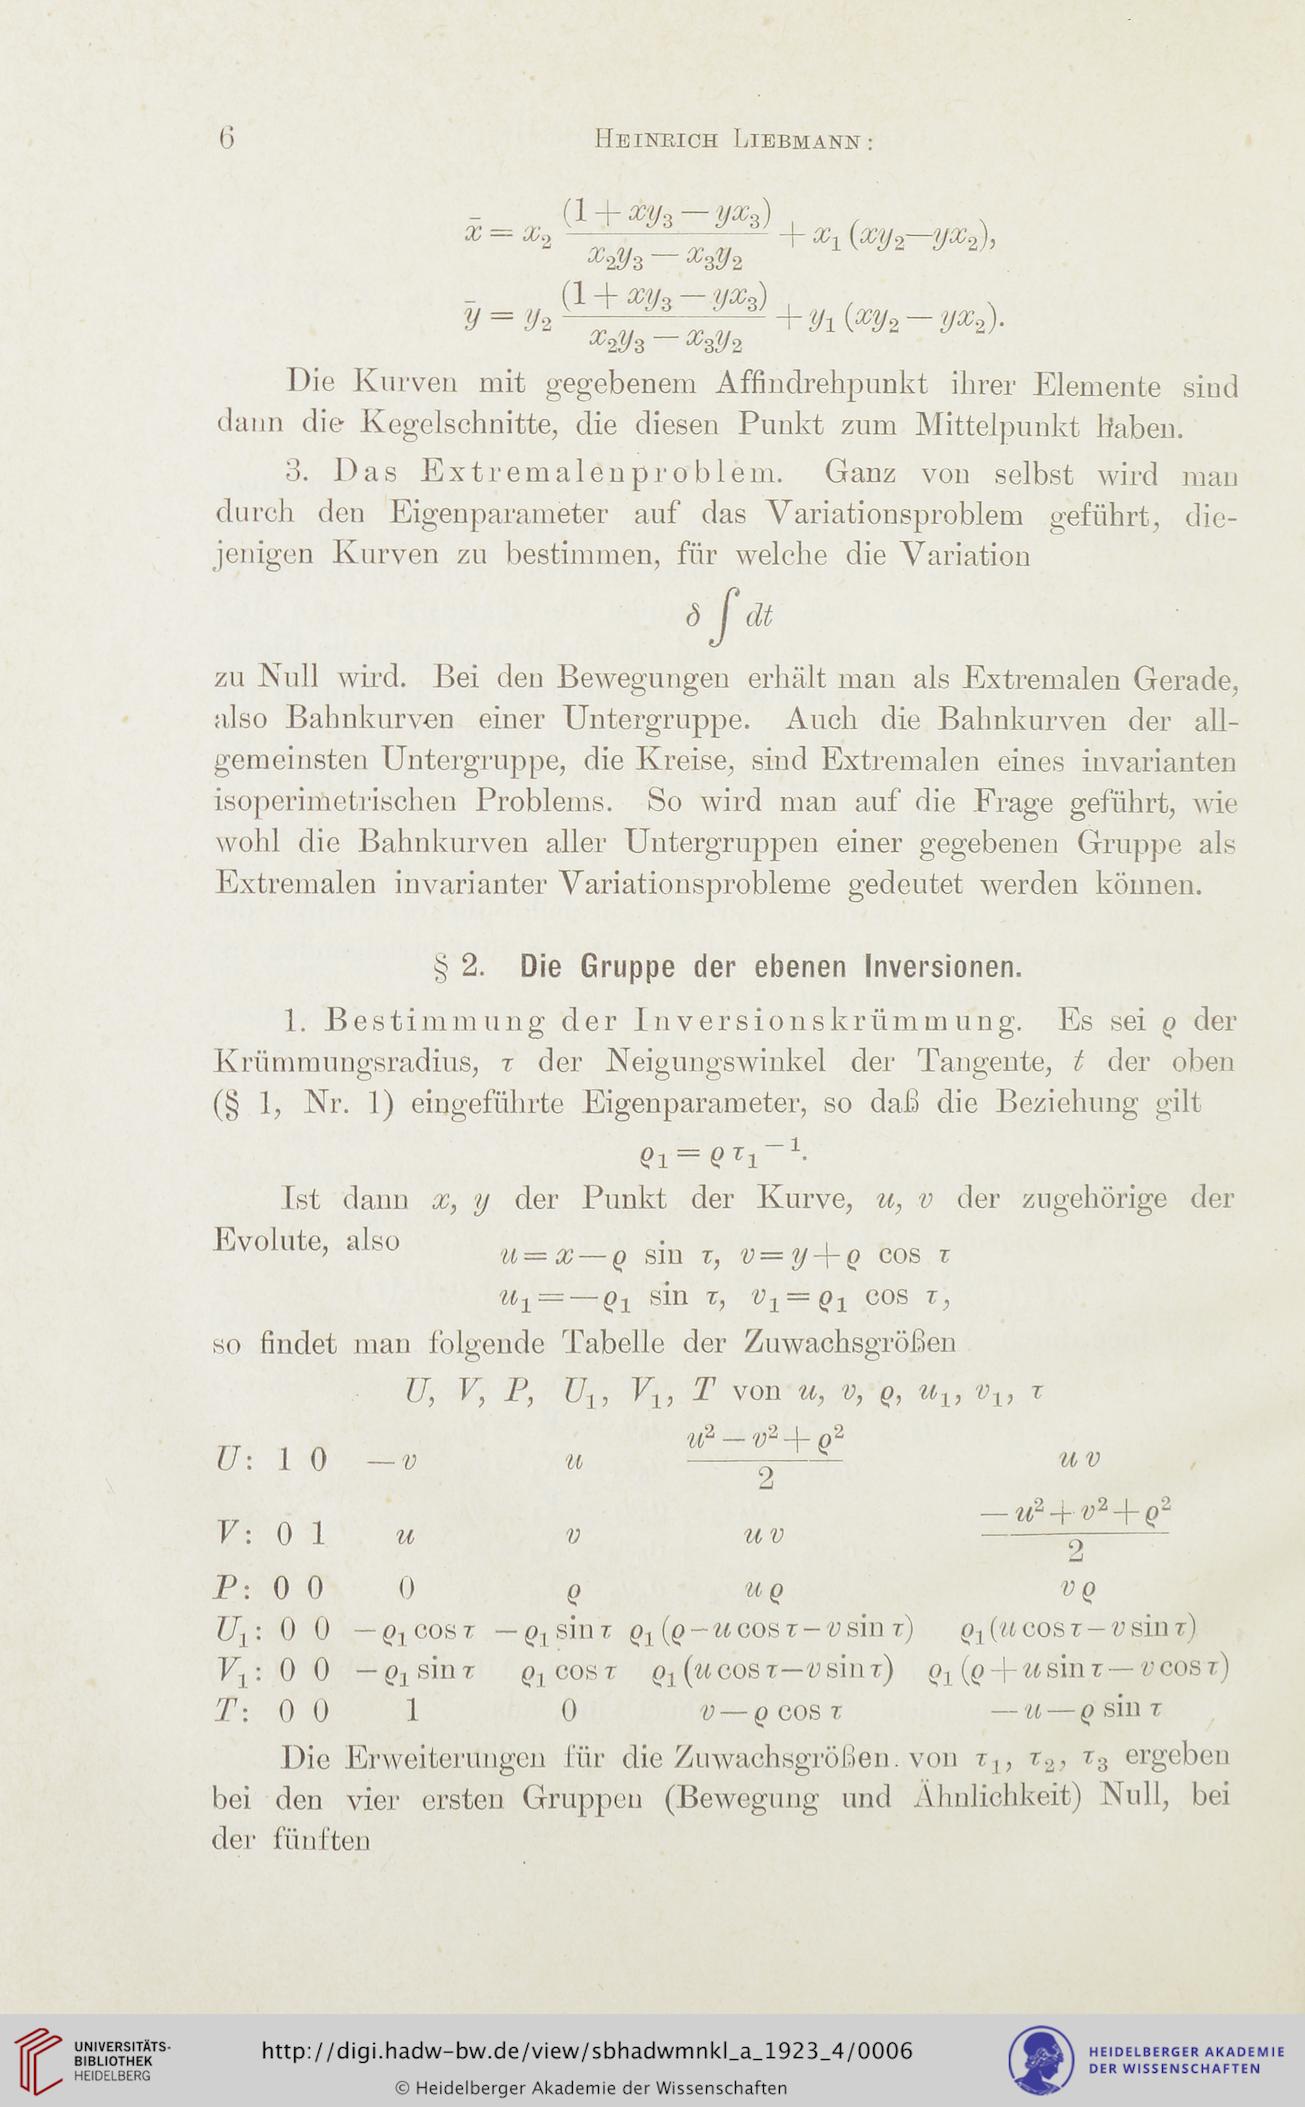 6 HEINRICH LIEBMANN:
x̄ = x₂ (1 + xy₃ — yx₃) / (x₂y₃ — x₃y₂) + x₁ (xy₂—yx₂),
ȳ = y₂ (1 + xy₃ — yx₃) / (x₂y₃ — x₃y₂) + y₁ (xy₂ — yx₂).
Die Kurven mit gegebenem Affindrehpunkt ihrer Elemente sind
dann die Kegelschnitte, die diesen Punkt zum Mittelpunkt haben.
3. Das Extremalenproblem. Ganz von selbst wird man
durch den Eigenparameter auf das Variationsproblem geführt, die-
jenigen Kurven zu bestimmen, für welche die Variation
δ ∫ dt
zu Null wird. Bei den Bewegungen erhält man als Extremalen Gerade,
also Bahnkurven einer Untergruppe. Auch die Bahnkurven der all-
gemeinsten Untergruppe, die Kreise, sind Extremalen eines invarianten
isoperimetrischen Problems. So wird man auf die Frage geführt, wie
wohl die Bahnkurven aller Untergruppen einer gegebenen Gruppe als
Extremalen invarianter Variationsprobleme gedeutet werden können.
§ 2. Die Gruppe der ebenen Inversionen.
1. Bestimmung der Inversionskrümmung. Es sei ϱ der
Krümmungsradius, τ der Neigungswinkel der Tangente, t der oben
(§ 1, Nr. 1) eingeführte Eigenparameter, so daß die Beziehung gilt
ϱ₁ = ϱ τ₁⁻¹.
Ist dann x, y der Punkt der Kurve, u, v der zugehörige der
Evolute, also
u = x — ϱ sin τ, v = y + ϱ cos τ
u₁ = — ϱ₁ sin τ, v₁ = ϱ₁ cos τ,
so findet man folgende Tabelle der Zuwachsgrößen
U, V, P, U₁, V₁, T von u, v, ϱ, u₁, v₁, τ
U: 1 0 — v u (u² — v² + ϱ²) / 2 u v
V: 0 1 u v u v (— u² + v² + ϱ²) / 2
P: 0 0 0 ϱ u ϱ v ϱ
U₁: 0 0 — ϱ₁ cos τ — ϱ₁ sin τ ϱ₁ (ϱ — u cos τ — v sin τ) ϱ₁ (u cos τ — v sin τ)
V₁: 0 0 — ϱ₁ sin τ ϱ₁ cos τ ϱ₁ (u cos τ — v sin τ) ϱ₁ (ϱ + u sin τ — v cos τ)
T: 0 0 1 0 v — ϱ cos τ — u — ϱ sin τ
Die Erweiterungen für die Zuwachsgrößen von τ₁, τ₂, τ₃ ergeben
bei den vier ersten Gruppen (Bewegung und Ähnlichkeit) Null, bei
der fünften
UNIVERSITÄTS-
BIBLIOTHEK
HEIDELBERG
http://digi.hadw-bw.de/view/sbhadwmnkl_a_1923_4/0006
© Heidelberger Akademie der Wissenschaften
HEIDELBERGER AKADEMIE
DER WISSENSCHAFTEN